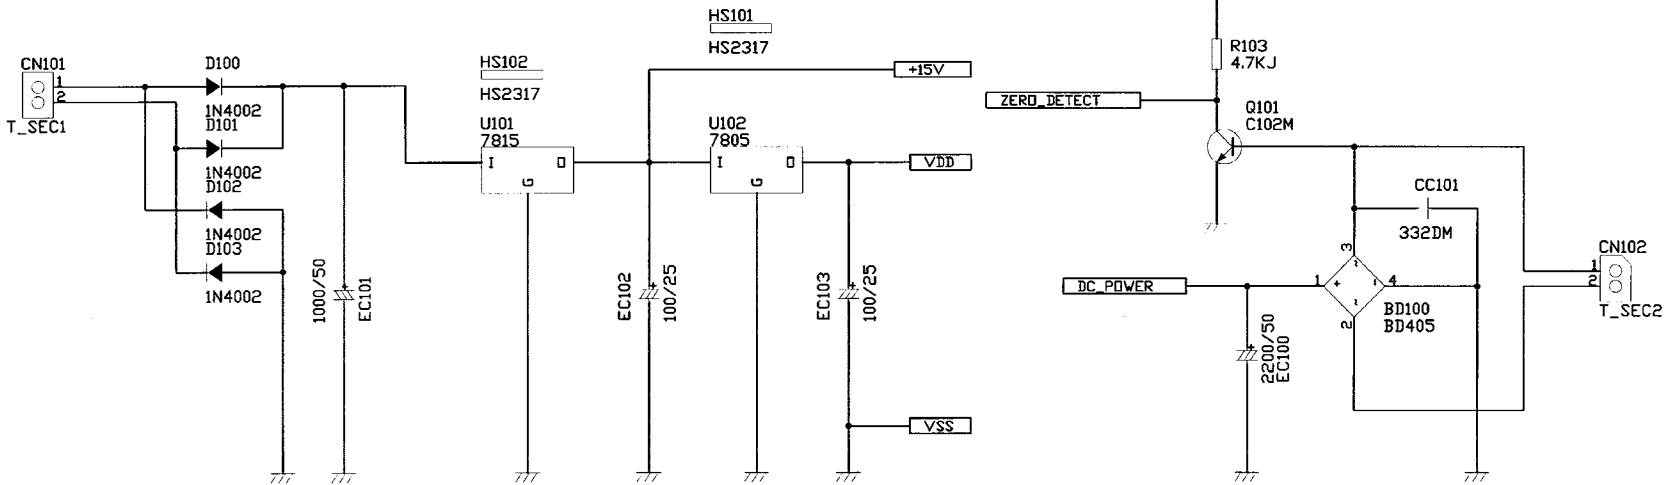 CN101
1
2
T_SEC1
D100
1N4002
D101
1N4002
D102
1N4002
D103
1N4002
1000/50
EC101
HS102
HS2317
U101
7815
I
O
G
HS101
HS2317
U102
7805
I
O
G
+15V
VDD
VSS
EC102
+
100/25
EC103
+
100/25
ZERO_DETECT
R103
4.7KJ
Q101
C102M
CC101
332DM
DC_POWER
2200/50
EC100
+
1
2
3
4
+
-
~
~
BD100
BD405
CN102
1
2
T_SEC2